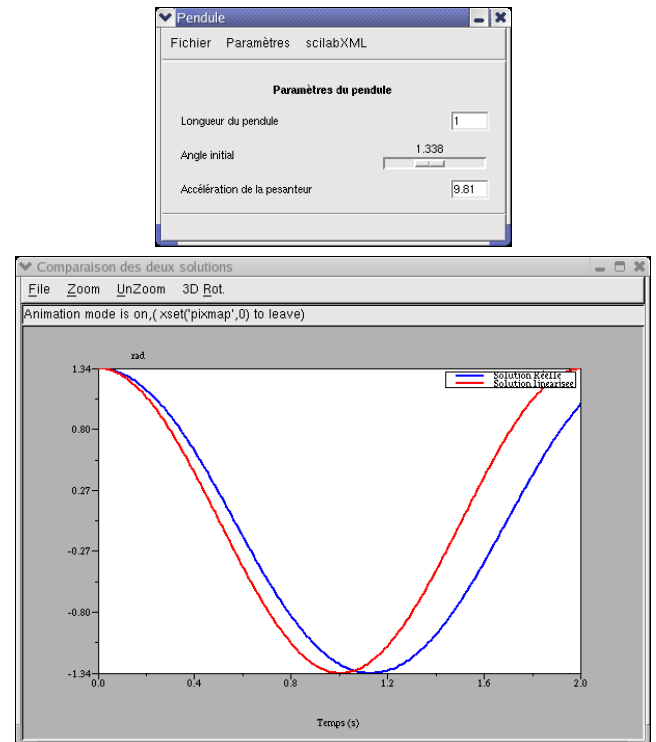 Pendule
Fichier Paramètres scilabXML
Paramètres du pendule
Longueur du pendule 1
1.338
Angle initial
Accélération de la pesanteur 9.81
Comparaison des deux solutions
File Zoom UnZoom 3D Rot.
Animation mode is on,( xset('pixmap',0) to leave)
rad
1.34
Solution Réelle
Solution linearisee
0.80
0.27
-0.27
-0.80
-1.34
0.0 0.4 0.8 1.2 1.6 2.0
Temps (s)